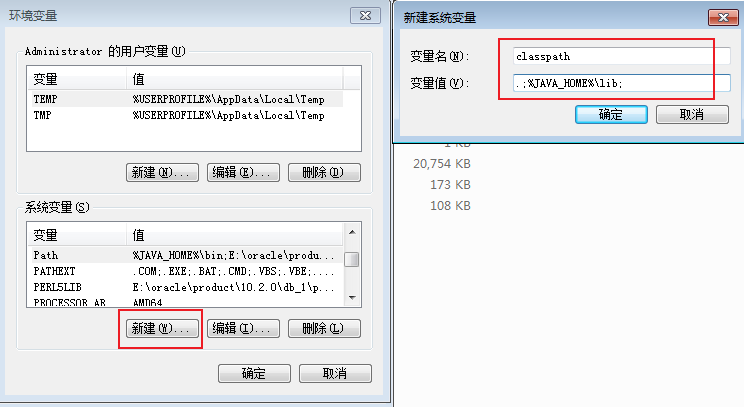 环境变量
Administrator 的用户变量(U)
变量 值
TEMP %USERPROFILE%\AppData\Local\Temp
TMP %USERPROFILE%\AppData\Local\Temp
新建(N)... 编辑(E)... 删除(D)
系统变量(S)
变量 值
Path %JAVA_HOME%\bin;E:\oracle\produ...
PATHEXT .COM;.EXE;.BAT;.CMD;.VBS;.VBE;....
PERL5LIB E:\oracle\product\10.2.0\db_1\p...
PROCESSOR_AR AMD64
新建(W)... 编辑(I)... 删除(L)
确定 取消
新建系统变量
变量名(N): classpath
变量值(V): .;%JAVA_HOME%\lib;
确定 取消
1 KB
20,754 KB
173 KB
108 KB